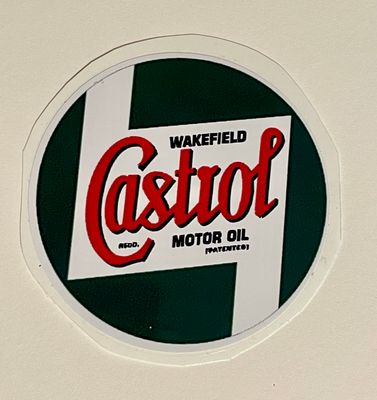 WAKEFIELD
Castrol
REGD. MOTOR OIL
(PATENTED)